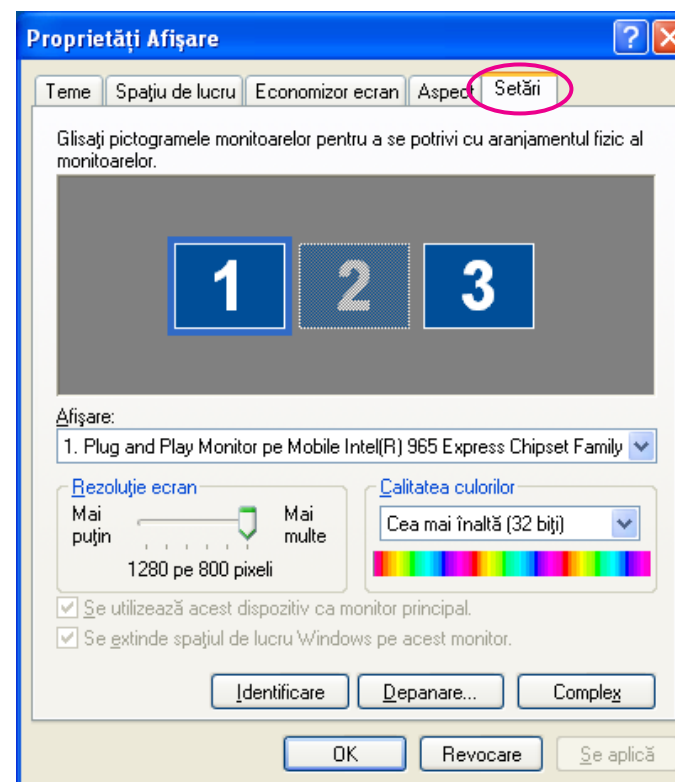 Proprietăți Afișare
Teme Spațiu de lucru Economizor ecran Aspect Setări
Glisați pictogramele monitoarelor pentru a se potrivi cu aranjamentul fizic al
monitoarelor.
1 2 3
Afișare:
1. Plug and Play Monitor pe Mobile Intel(R) 965 Express Chipset Family
Rezoluție ecran
Mai puțin
Mai multe
1280 pe 800 pixeli
Calitatea culorilor
Cea mai înaltă (32 biți)
Se utilizează acest dispozitiv ca monitor principal.
Se extinde spațiul de lucru Windows pe acest monitor.
Identificare Depanare... Complex
OK Revocare Se aplică